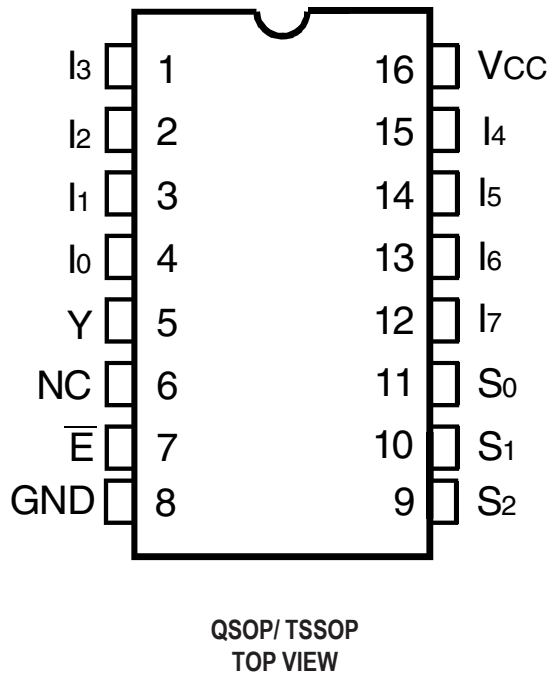 I3 1 16 VCC
I2 2 15 I4
I1 3 14 I5
I0 4 13 I6
Y 5 12 I7
NC 6 11 S0
E̅ 7 10 S1
GND 8 9 S2
QSOP/ TSSOP
TOP VIEW